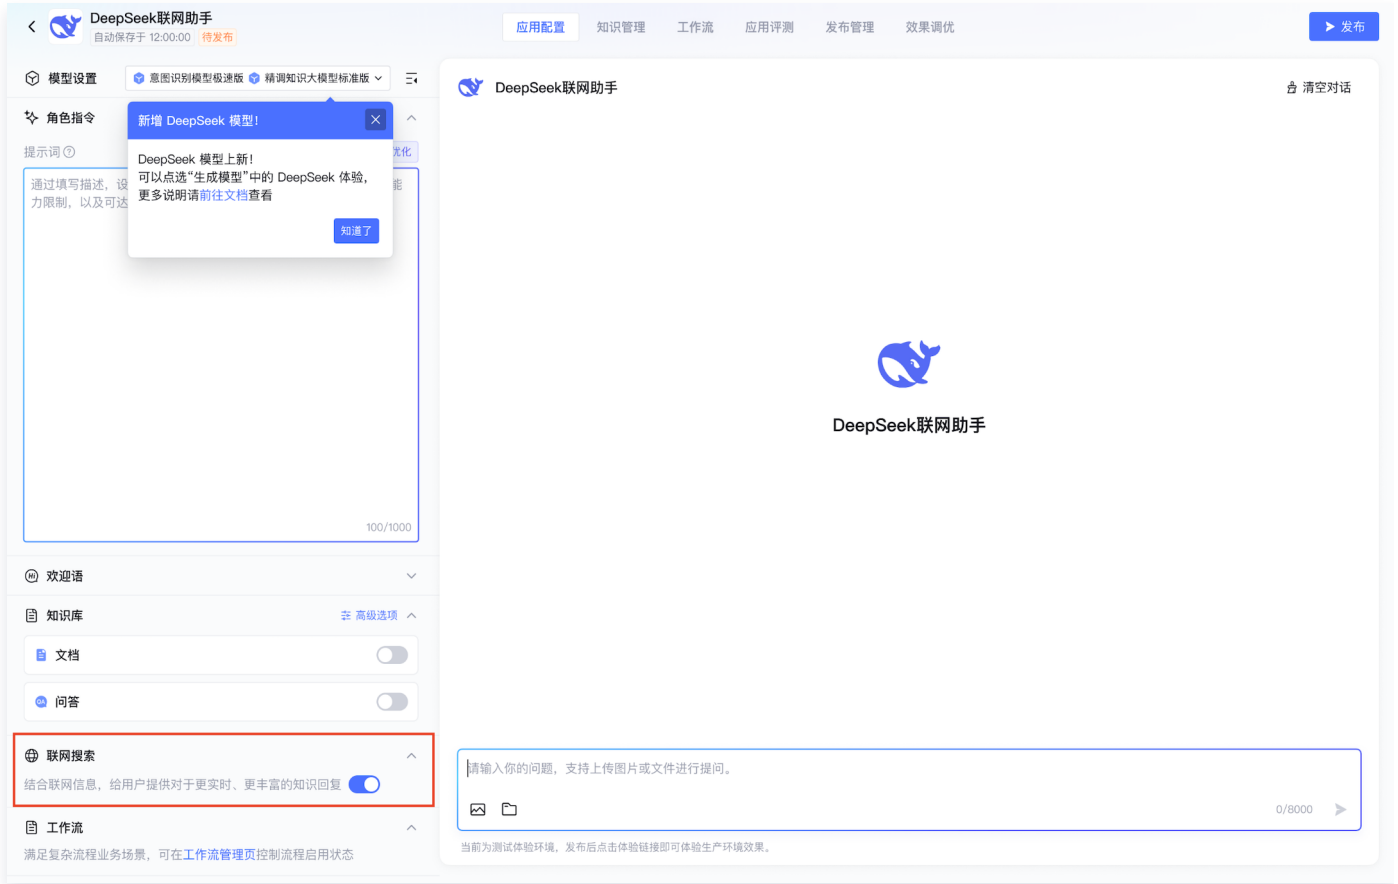 DeepSeek联网助手
自动保存于 12:00:00 待发布
应用配置 知识管理 工作流 应用评测 发布管理 效果调优
发布
模型设置 意图识别模型极速版 精调知识大模型标准版
角色指令
提示词
优化
新增 DeepSeek 模型！
DeepSeek 模型上新！
可以点选“生成模型”中的 DeepSeek 体验，
更多说明请前往文档查看
知道了
通过填写描述，设
能
力限制，以及可达
100/1000
Hi 欢迎语
知识库 高级选项
文档
QA 问答
联网搜索
结合联网信息，给用户提供对于更实时、更丰富的知识回复
工作流
满足复杂流程业务场景，可在工作流管理页控制流程启用状态
DeepSeek联网助手
清空对话
DeepSeek联网助手
请输入你的问题，支持上传图片或文件进行提问。
0/8000
当前为测试体验环境，发布后点击体验链接即可体验生产环境效果。